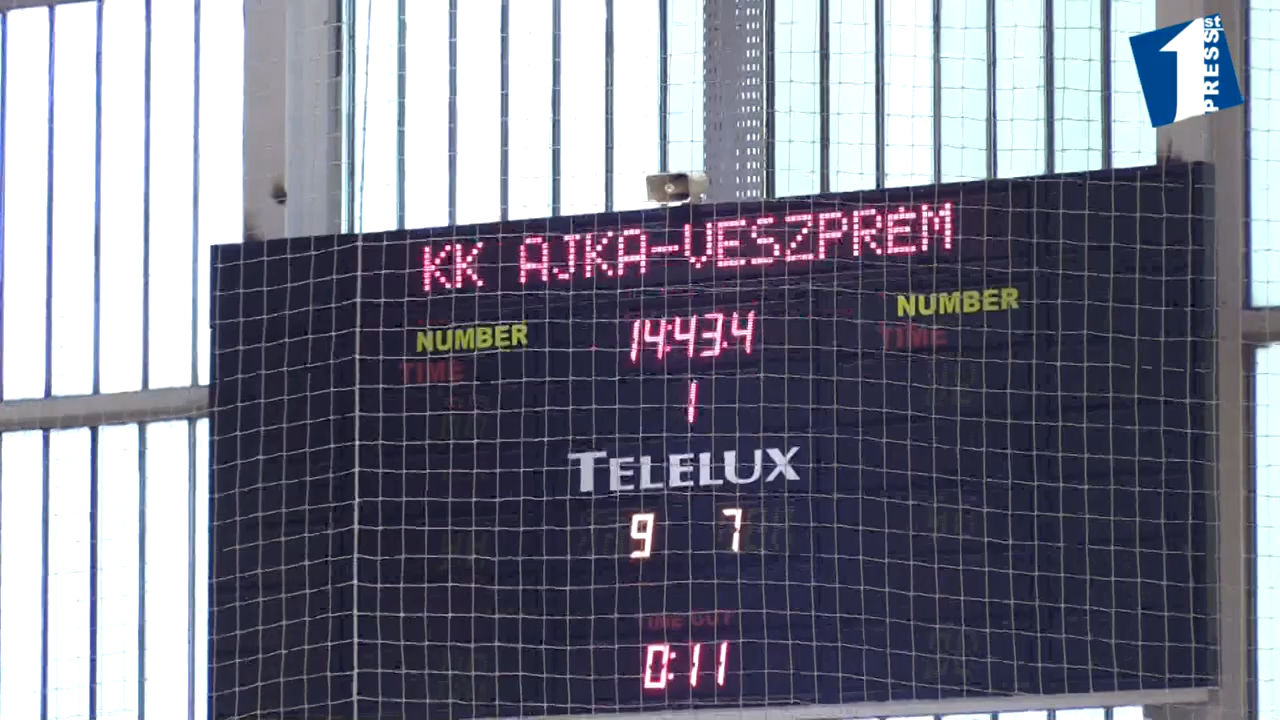 1st PRESS
KK AJKA-VESZPREM
NUMBER 14:43.4 NUMBER
TIME TIME
1
TELELUX
9 7
TIME OUT
0:11